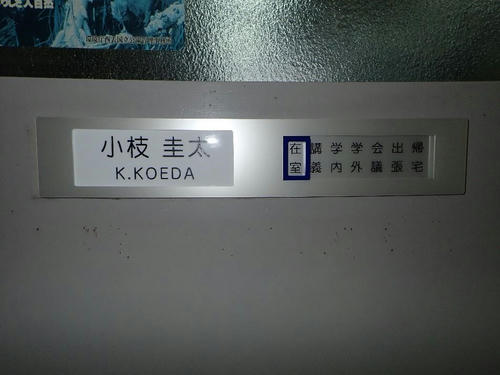 小枝 圭太
K.KOEDA
在室 講義 学内 学外 会議 出張 帰宅